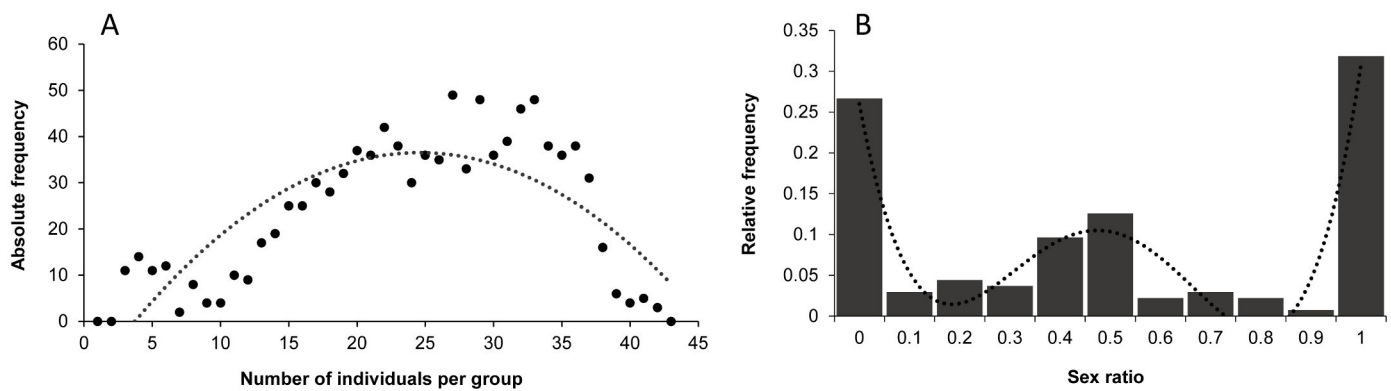 A
60
50
40
30
20
10
0
0 5 10 15 20 25 30 35 40 45
Absolute frequency
Number of individuals per group
B
0.35
0.3
0.25
0.2
0.15
0.1
0.05
0
0 0.1 0.2 0.3 0.4 0.5 0.6 0.7 0.8 0.9 1
Relative frequency
Sex ratio